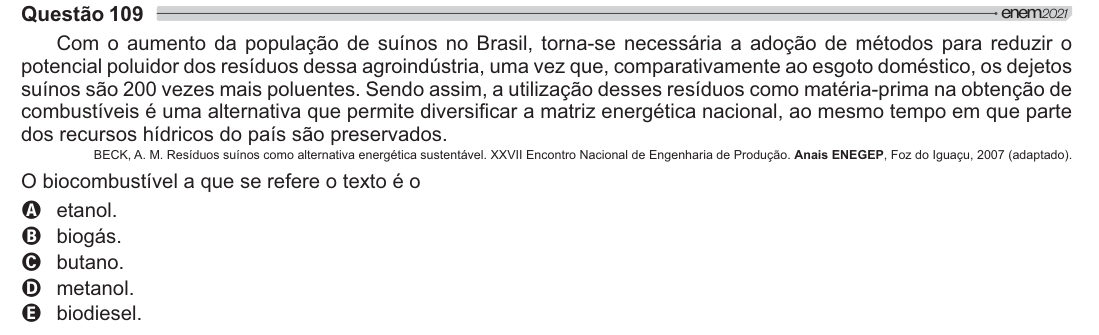 Questão 109
enem2021
Com o aumento da população de suínos no Brasil, torna-se necessária a adoção de métodos para reduzir o
potencial poluidor dos resíduos dessa agroindústria, uma vez que, comparativamente ao esgoto doméstico, os dejetos
suínos são 200 vezes mais poluentes. Sendo assim, a utilização desses resíduos como matéria-prima na obtenção de
combustíveis é uma alternativa que permite diversificar a matriz energética nacional, ao mesmo tempo em que parte
dos recursos hídricos do país são preservados.
BECK, A. M. Resíduos suínos como alternativa energética sustentável. XXVII Encontro Nacional de Engenharia de Produção. Anais ENEGEP, Foz do Iguaçu, 2007 (adaptado).
O biocombustível a que se refere o texto é o
A etanol.
B biogás.
C butano.
D metanol.
E biodiesel.